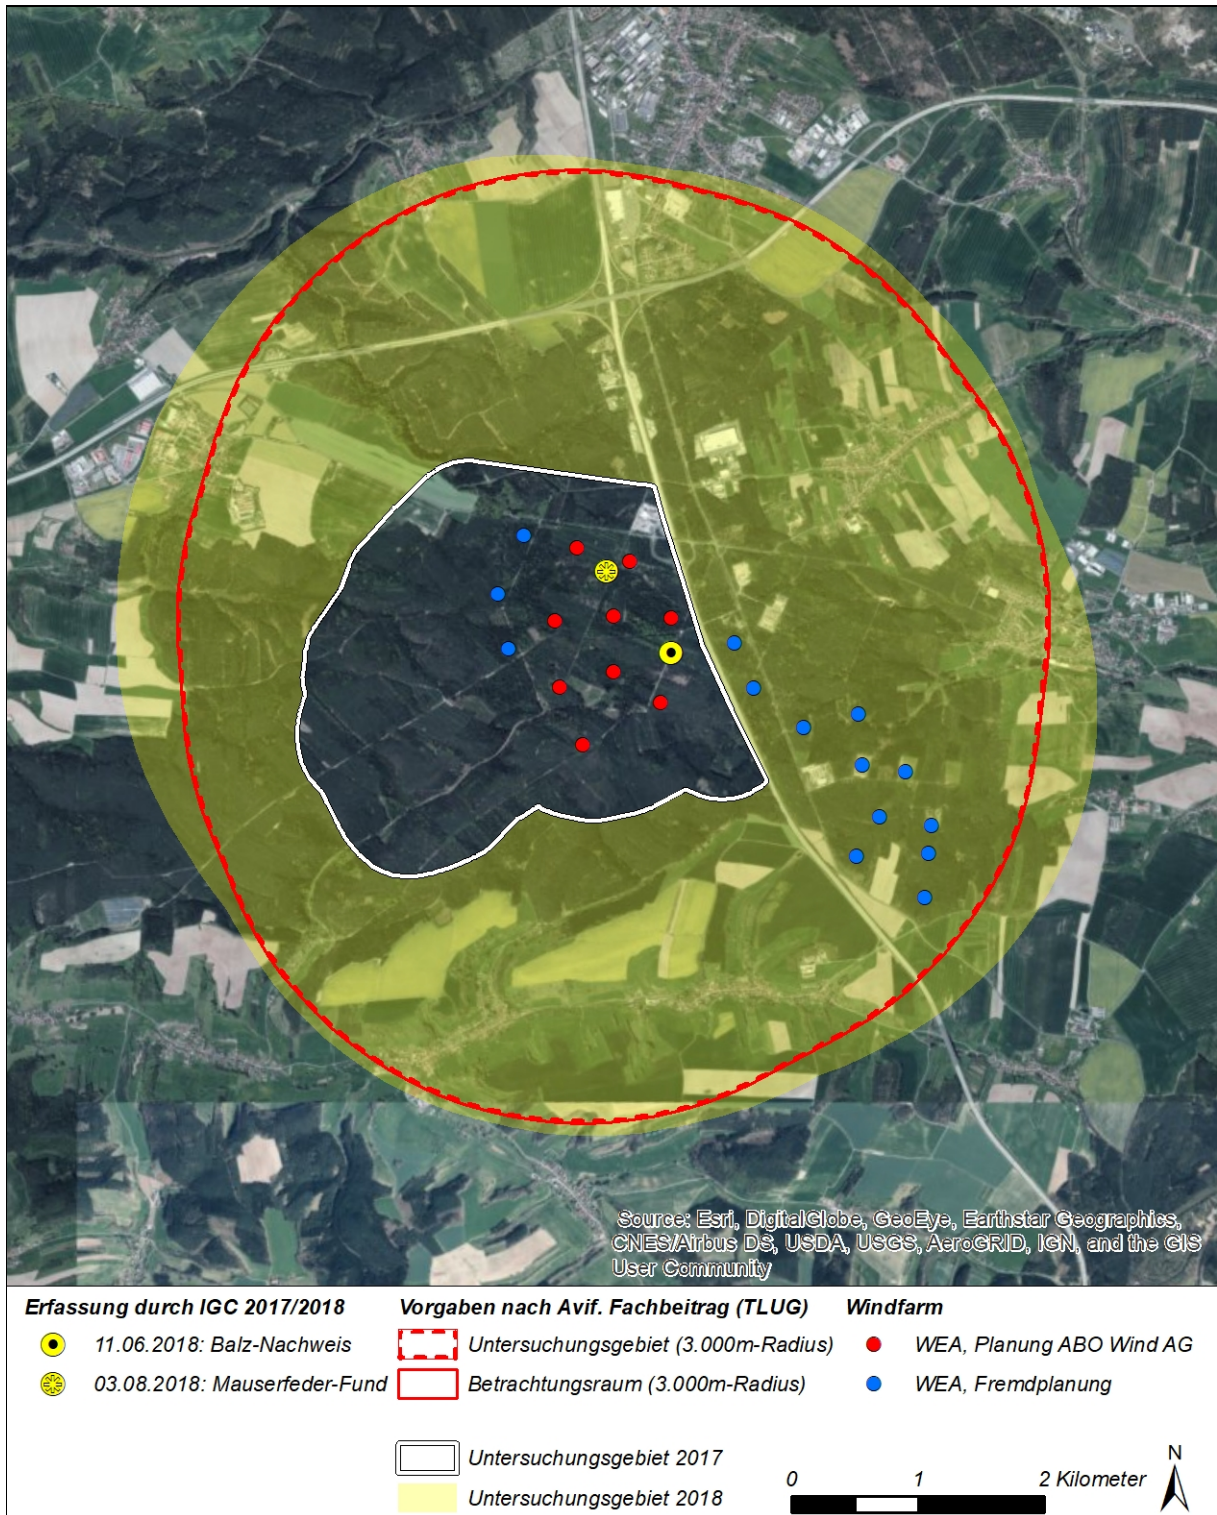 Source: Esri, DigitalGlobe, GeoEye, Earthstar Geographics,
CNES/Airbus DS, USDA, USGS, AeroGRID, IGN, and the GIS
User Community
Erfassung durch IGC 2017/2018
11.06.2018: Balz-Nachweis
03.08.2018: Mauserfeder-Fund
Vorgaben nach Avif. Fachbeitrag (TLUG)
Untersuchungsgebiet (3.000m-Radius)
Betrachtungsraum (3.000m-Radius)
Untersuchungsgebiet 2017
Untersuchungsgebiet 2018
Windfarm
WEA, Planung ABO Wind AG
WEA, Fremdplanung
0 1 2 Kilometer
N